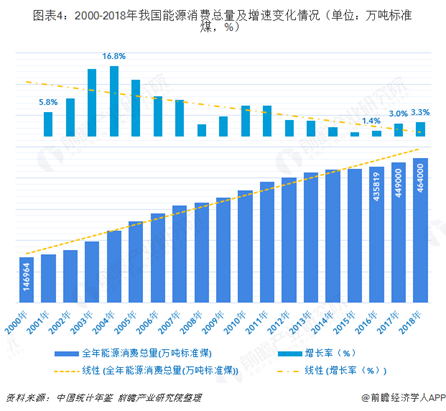 图表4：2000-2018年我国能源消费总量及增速变化情况（单位：万吨标准
煤，%）
16.8%
5.8%
1.4%
3.0%
3.3%
146964
435819
449000
464000
2000年
2001年
2002年
2003年
2004年
2005年
2006年
2007年
2008年
2009年
2010年
2011年
2012年
2013年
2014年
2015年
2016年
2017年
2018年
全年能源消费总量(万吨标准煤)
增长率（%）
线性 (全年能源消费总量(万吨标准煤))
线性 (增长率（%）)
资料来源：中国统计年鉴 前瞻产业研究院整理
@前瞻经济学人APP
前瞻产业研究院